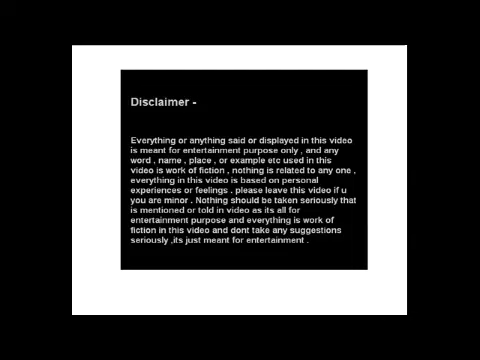 Disclaimer -
Everything or anything said or displayed in this video
is meant for entertainment purpose only , and any
word , name , place , or example etc used in this
video is work of fiction , nothing is related to any one ,
everything in this video is based on personal
experiences or feelings . please leave this video if u
you are minor . Nothing should be taken seriously that
is mentioned or told in video as its all for
entertainment purpose and everything is work of
fiction in this video and dont take any suggestions
seriously ,its just meant for entertainment .